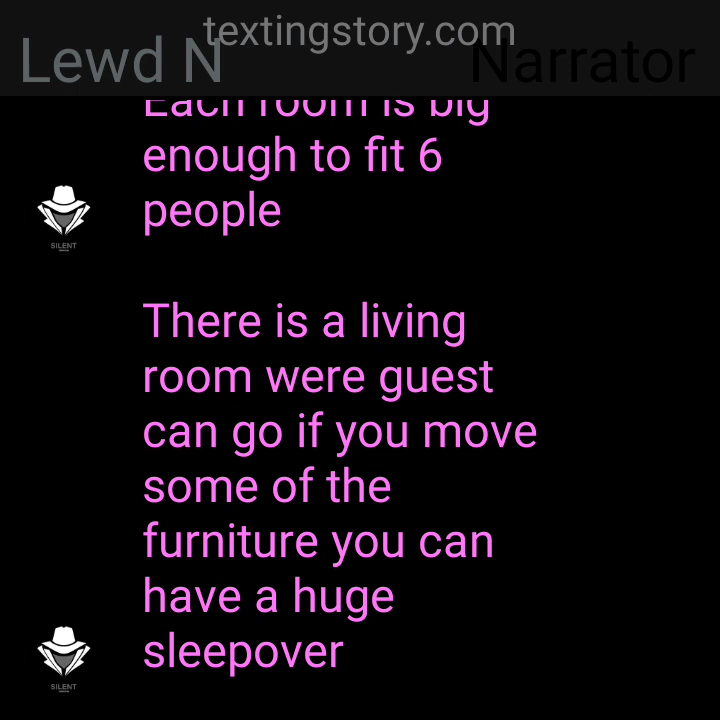 textingstory.com
Lewd N
Narrator
Each room is big
enough to fit 6
people
SILENT
There is a living
room were guest
can go if you move
some of the
furniture you can
have a huge
sleepover
SILENT